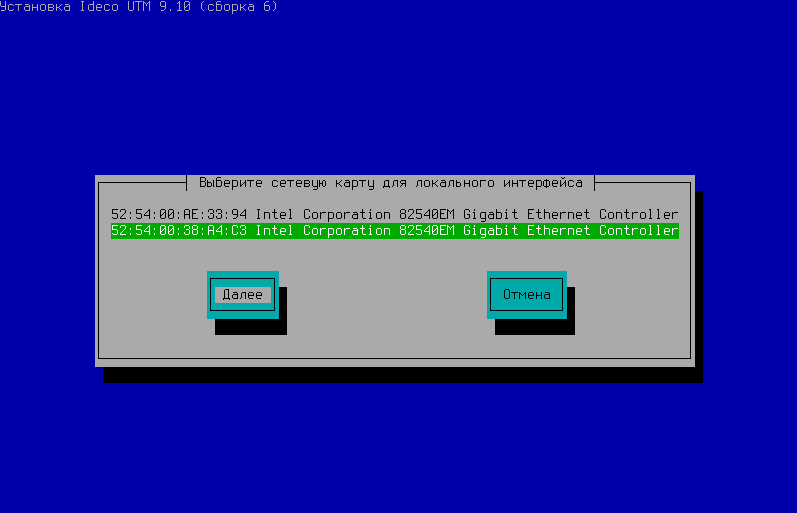 Установка Ideco UTM 9.10 (сборка 6)
Выберите сетевую карту для локального интерфейса
52:54:00:AE:33:94 Intel Corporation 82540EM Gigabit Ethernet Controller
52:54:00:38:A4:C3 Intel Corporation 82540EM Gigabit Ethernet Controller
Далее Отмена